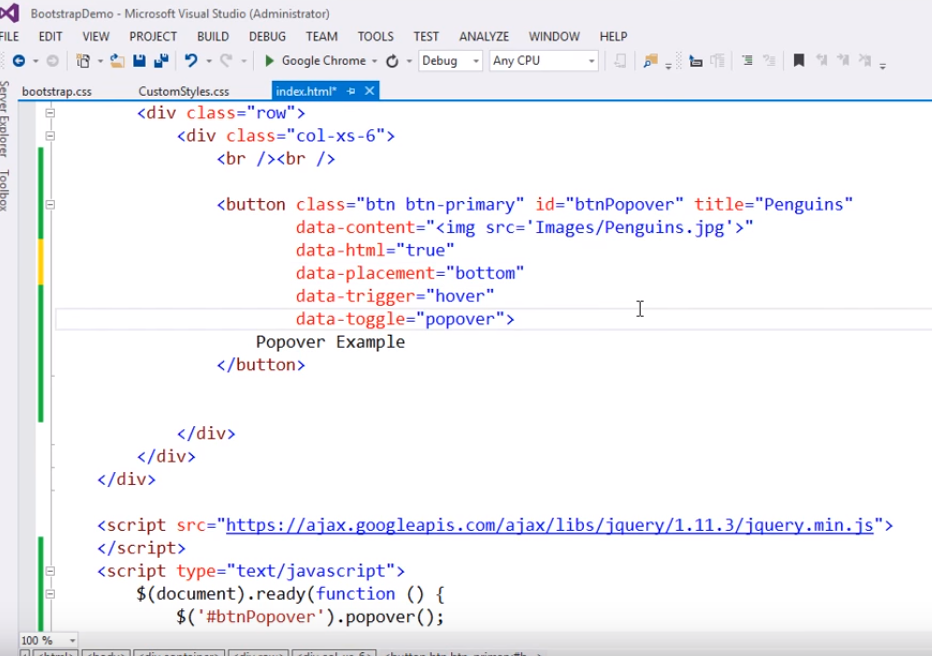 BootstrapDemo - Microsoft Visual Studio (Administrator)
FILE EDIT VIEW PROJECT BUILD DEBUG TEAM TOOLS TEST ANALYZE WINDOW HELP
Google Chrome Debug Any CPU
Server Explorer
Toolbox
bootstrap.css CustomStyles.css index.html*
<div class="row">
<div class="col-xs-6">
<br /><br />
<button class="btn btn-primary" id="btnPopover" title="Penguins"
data-content="<img src='Images/Penguins.jpg'>"
data-html="true"
data-placement="bottom"
data-trigger="hover"
data-toggle="popover">
Popover Example
</button>
</div>
</div>
</div>
<script src="https://ajax.googleapis.com/ajax/libs/jquery/1.11.3/jquery.min.js">
</script>
<script type="text/javascript">
$(document).ready(function () {
$('#btnPopover').popover();
100 %